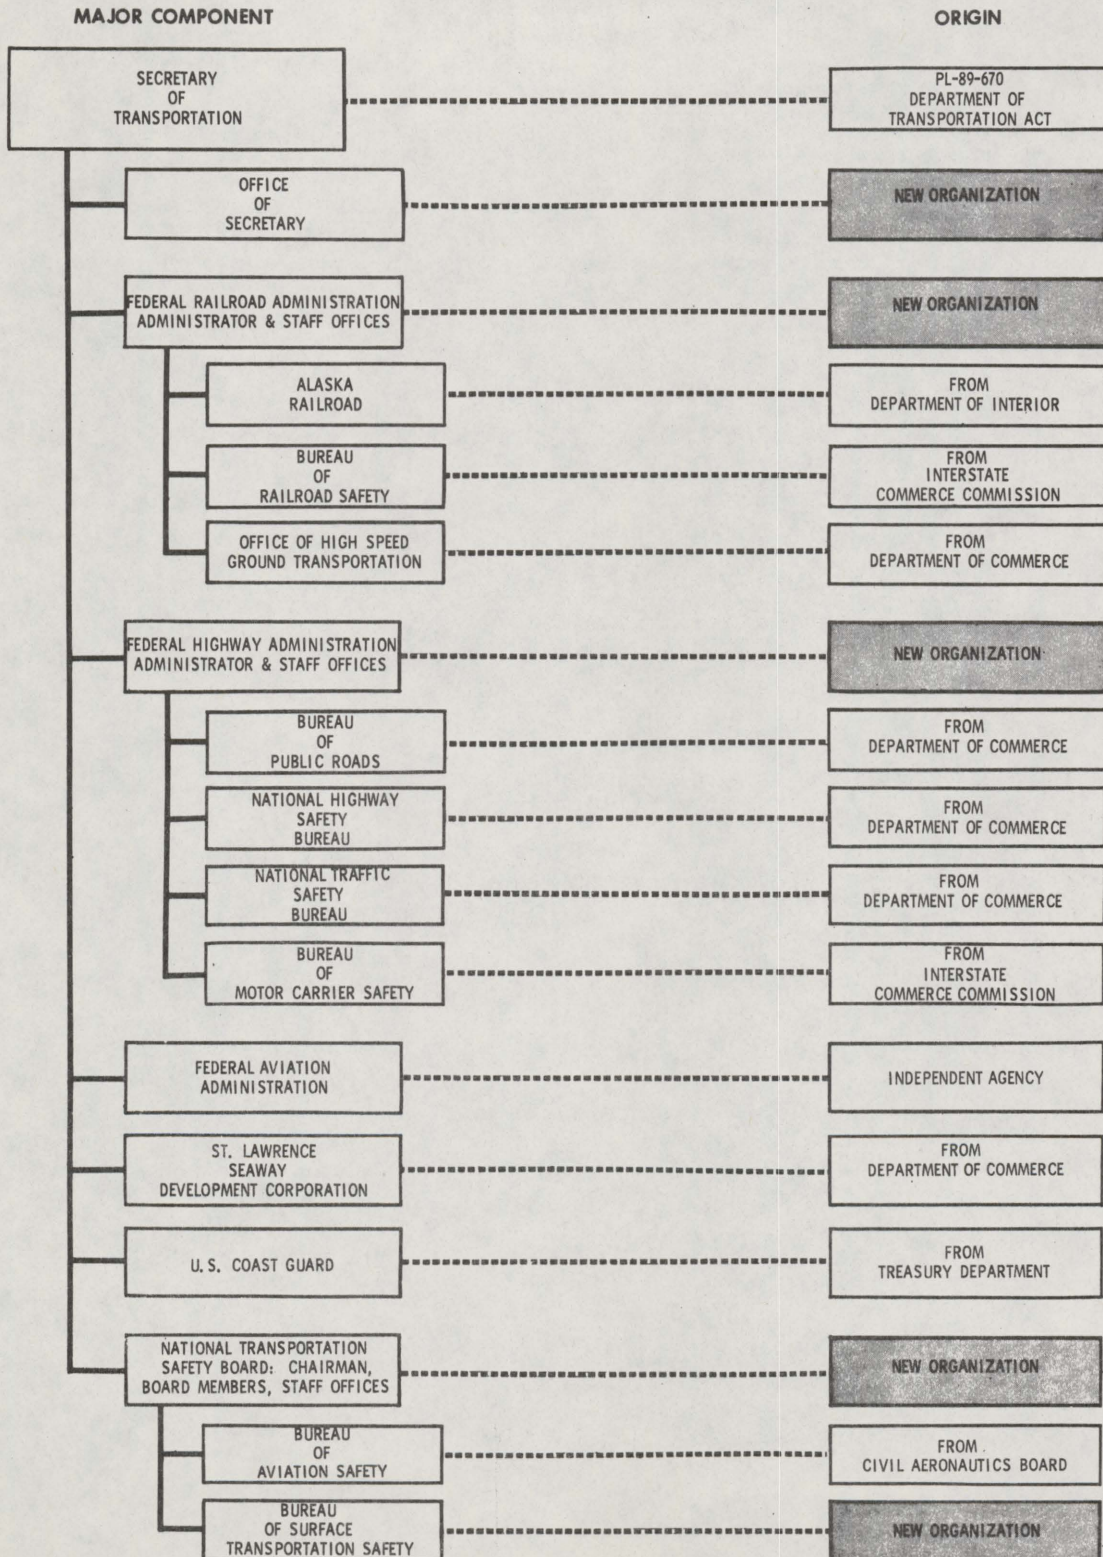 MAJOR COMPONENT
ORIGIN
SECRETARY
OF
TRANSPORTATION
PL-89-670
DEPARTMENT OF
TRANSPORTATION ACT
OFFICE
OF
SECRETARY
NEW ORGANIZATION
FEDERAL RAILROAD ADMINISTRATION
ADMINISTRATOR & STAFF OFFICES
NEW ORGANIZATION
ALASKA
RAILROAD
FROM
DEPARTMENT OF INTERIOR
BUREAU
OF
RAILROAD SAFETY
FROM
INTERSTATE
COMMERCE COMMISSION
OFFICE OF HIGH SPEED
GROUND TRANSPORTATION
FROM
DEPARTMENT OF COMMERCE
FEDERAL HIGHWAY ADMINISTRATION
ADMINISTRATOR & STAFF OFFICES
NEW ORGANIZATION
BUREAU
OF
PUBLIC ROADS
FROM
DEPARTMENT OF COMMERCE
NATIONAL HIGHWAY
SAFETY
BUREAU
FROM
DEPARTMENT OF COMMERCE
NATIONAL TRAFFIC
SAFETY
BUREAU
FROM
DEPARTMENT OF COMMERCE
BUREAU
OF
MOTOR CARRIER SAFETY
FROM
INTERSTATE
COMMERCE COMMISSION
FEDERAL AVIATION
ADMINISTRATION
INDEPENDENT AGENCY
ST. LAWRENCE
SEAWAY
DEVELOPMENT CORPORATION
FROM
DEPARTMENT OF COMMERCE
U.S. COAST GUARD
FROM
TREASURY DEPARTMENT
NATIONAL TRANSPORTATION
SAFETY BOARD: CHAIRMAN,
BOARD MEMBERS, STAFF OFFICES
NEW ORGANIZATION
BUREAU
OF
AVIATION SAFETY
FROM
CIVIL AERONAUTICS BOARD
BUREAU
OF SURFACE
TRANSPORTATION SAFETY
NEW ORGANIZATION